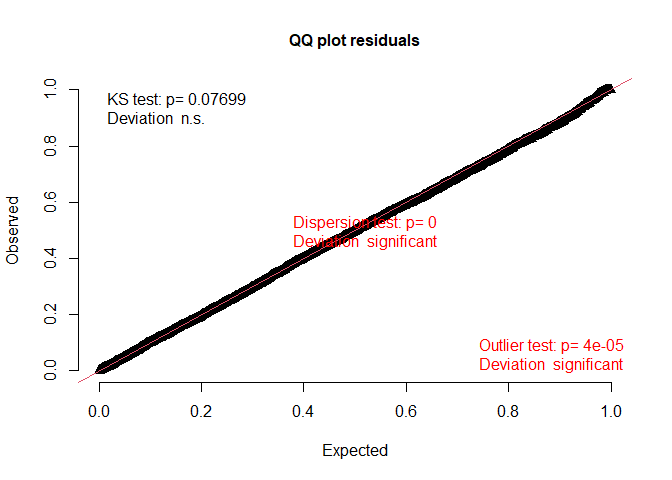 QQ plot residuals
KS test: p= 0.07699
Deviation n.s.
Dispersion test: p= 0
Deviation significant
Outlier test: p= 4e-05
Deviation significant
Observed
0.0 0.2 0.4 0.6 0.8 1.0
0.0 0.2 0.4 0.6 0.8 1.0
Expected